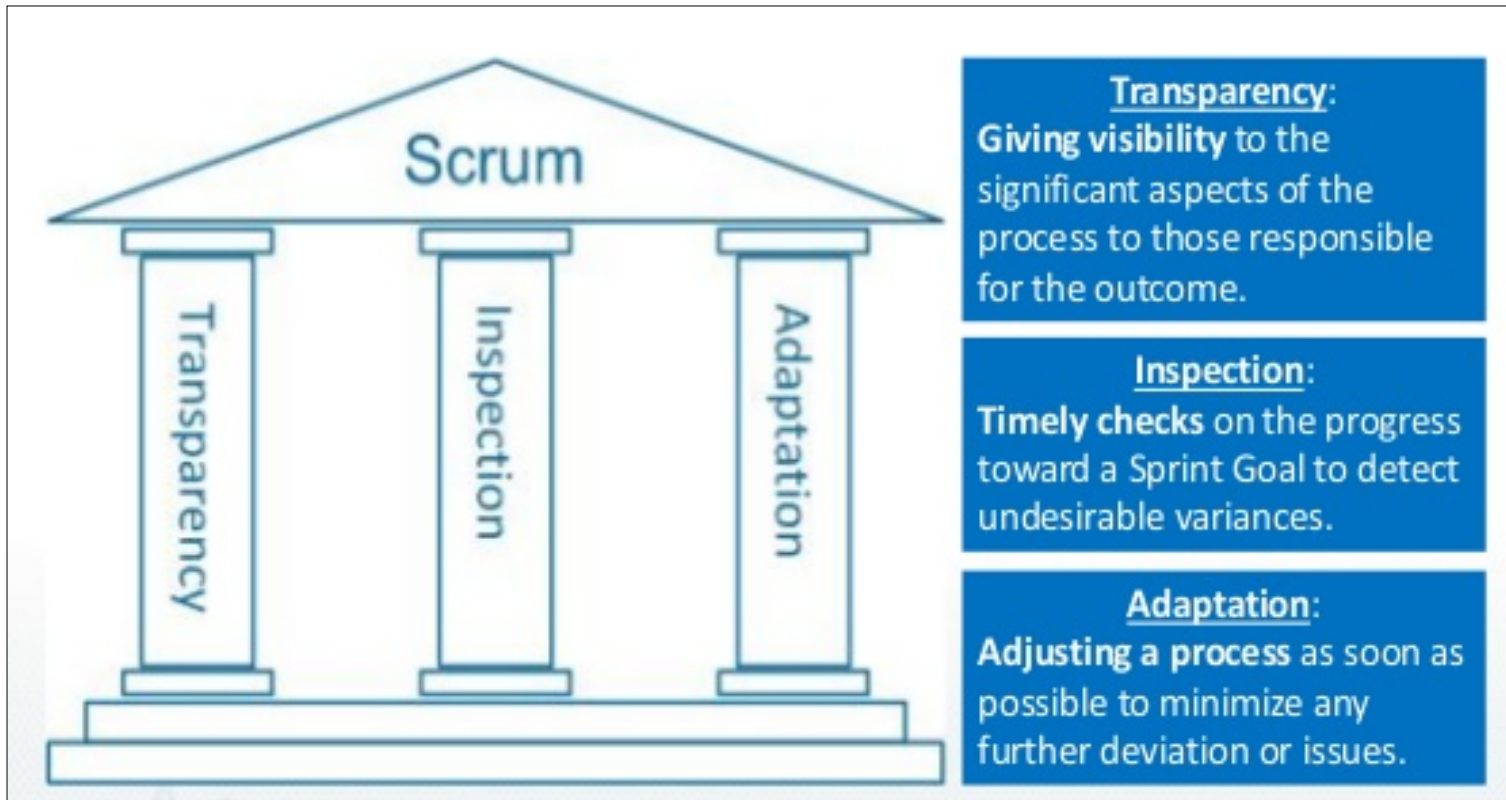 Scrum
Transparency
Inspection
Adaptation
Transparency:
Giving visibility to the
significant aspects of the
process to those responsible
for the outcome.
Inspection:
Timely checks on the progress
toward a Sprint Goal to detect
undesirable variances.
Adaptation:
Adjusting a process as soon as
possible to minimize any
further deviation or issues.